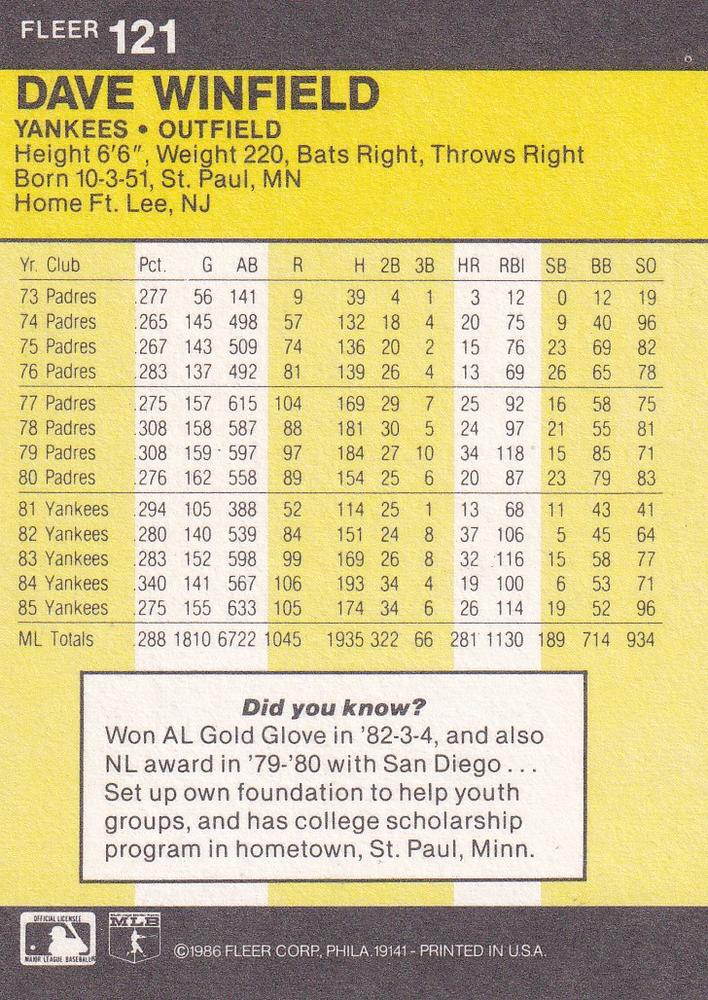 FLEER 121
DAVE WINFIELD
YANKEES • OUTFIELD
Height 6'6", Weight 220, Bats Right, Throws Right
Born 10-3-51, St. Paul, MN
Home Ft. Lee, NJ
Yr. Club Pct. G AB R H 2B 3B HR RBI SB BB SO
73 Padres .277 56 141 9 39 4 1 3 12 0 12 19
74 Padres .265 145 498 57 132 18 4 20 75 9 40 96
75 Padres .267 143 509 74 136 20 2 15 76 23 69 82
76 Padres .283 137 492 81 139 26 4 13 69 26 65 78
77 Padres .275 157 615 104 169 29 7 25 92 16 58 75
78 Padres .308 158 587 88 181 30 5 24 97 21 55 81
79 Padres .308 159 597 97 184 27 10 34 118 15 85 71
80 Padres .276 162 558 89 154 25 6 20 87 23 79 83
81 Yankees .294 105 388 52 114 25 1 13 68 11 43 41
82 Yankees .280 140 539 84 151 24 8 37 106 5 45 64
83 Yankees .283 152 598 99 169 26 8 32 116 15 58 77
84 Yankees .340 141 567 106 193 34 4 19 100 6 53 71
85 Yankees .275 155 633 105 174 34 6 26 114 19 52 96
ML Totals .288 1810 6722 1045 1935 322 66 281 1130 189 714 934
Did you know?
Won AL Gold Glove in '82-3-4, and also
NL award in '79-'80 with San Diego . . .
Set up own foundation to help youth
groups, and has college scholarship
program in hometown, St. Paul, Minn.
OFFICIAL LICENSEE
MAJOR LEAGUE BASEBALL
MLB
©1986 FLEER CORP., PHILA. 19141 - PRINTED IN U.S.A.